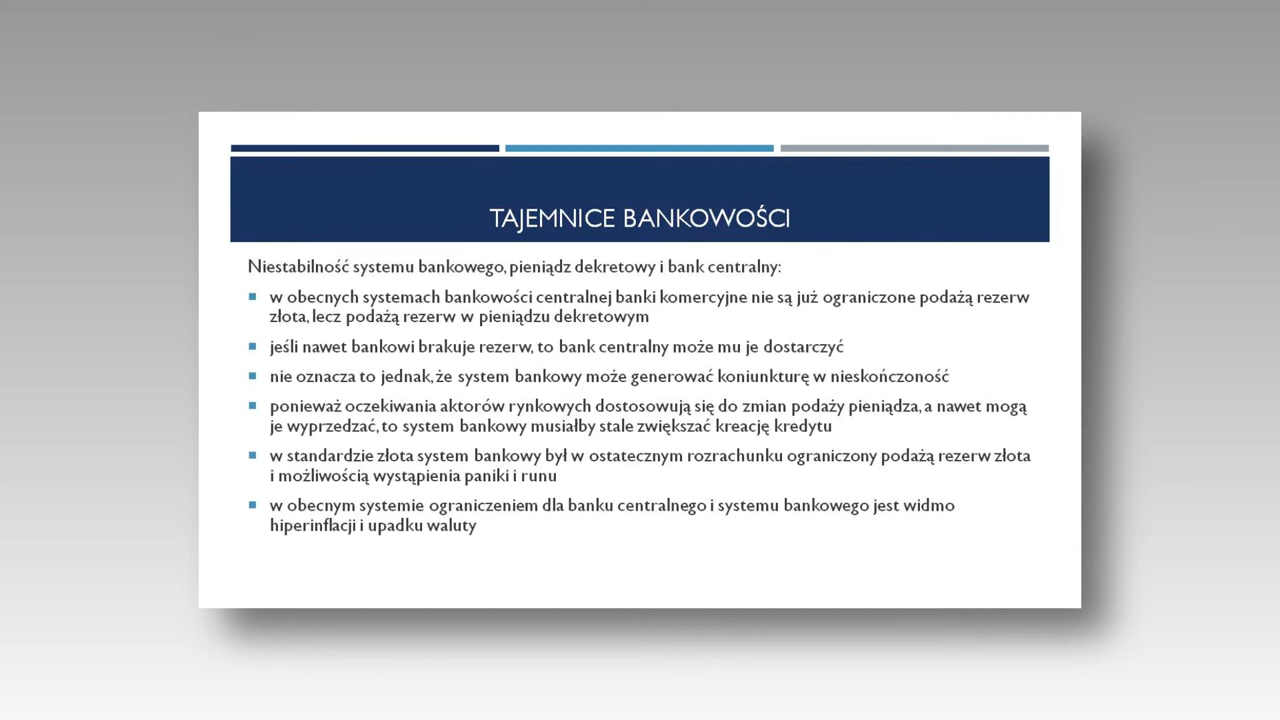 TAJEMNICE BANKOWOŚCI
Niestabilność systemu bankowego, pieniądz dekretowy i bank centralny:
w obecnych systemach bankowości centralnej banki komercyjne nie są już ograniczone podażą rezerw
złota, lecz podażą rezerw w pieniądzu dekretowym
jeśli nawet bankowi brakuje rezerw, to bank centralny może mu je dostarczyć
nie oznacza to jednak, że system bankowy może generować koniunkturę w nieskończoność
ponieważ oczekiwania aktorów rynkowych dostosowują się do zmian podaży pieniądza, a nawet mogą
je wyprzedzać, to system bankowy musiałby stale zwiększać kreację kredytu
w standardzie złota system bankowy był w ostatecznym rozrachunku ograniczony podażą rezerw złota
i możliwością wystąpienia paniki i runu
w obecnym systemie ograniczeniem dla banku centralnego i systemu bankowego jest widmo
hiperinflacji i upadku waluty